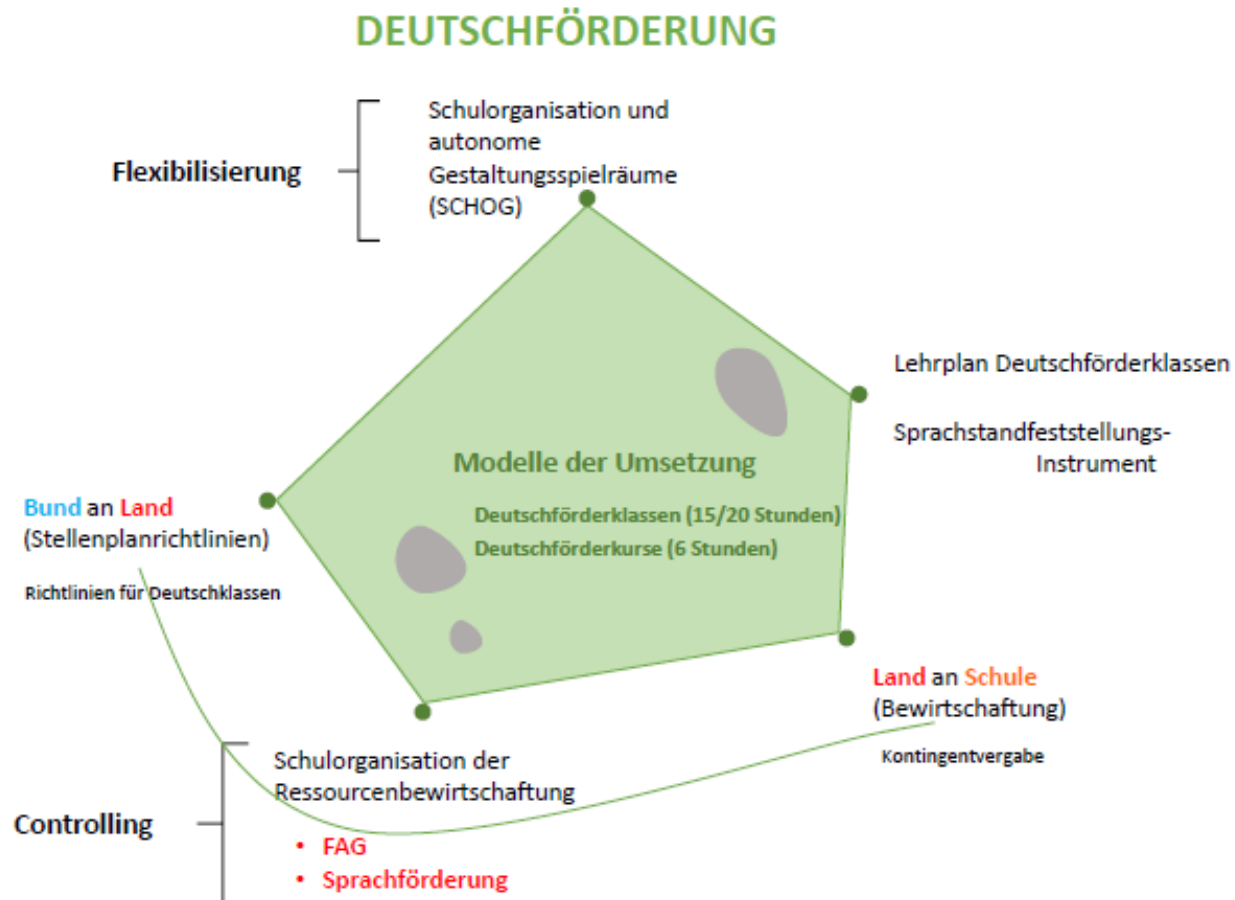 DEUTSCHFÖRDERUNG
Flexibilisierung
Schulorganisation und
autonome
Gestaltungsspielräume
(SCHOG)
Lehrplan Deutschförderklassen
Sprachstandfeststellungs-
Instrument
Modelle der Umsetzung
Deutschförderklassen (15/20 Stunden)
Deutschförderkurse (6 Stunden)
Bund an Land
(Stellenplanrichtlinien)
Richtlinien für Deutschklassen
Land an Schule
(Bewirtschaftung)
Kontingentvergabe
Controlling
Schulorganisation der
Ressourcenbewirtschaftung
• FAG
• Sprachförderung